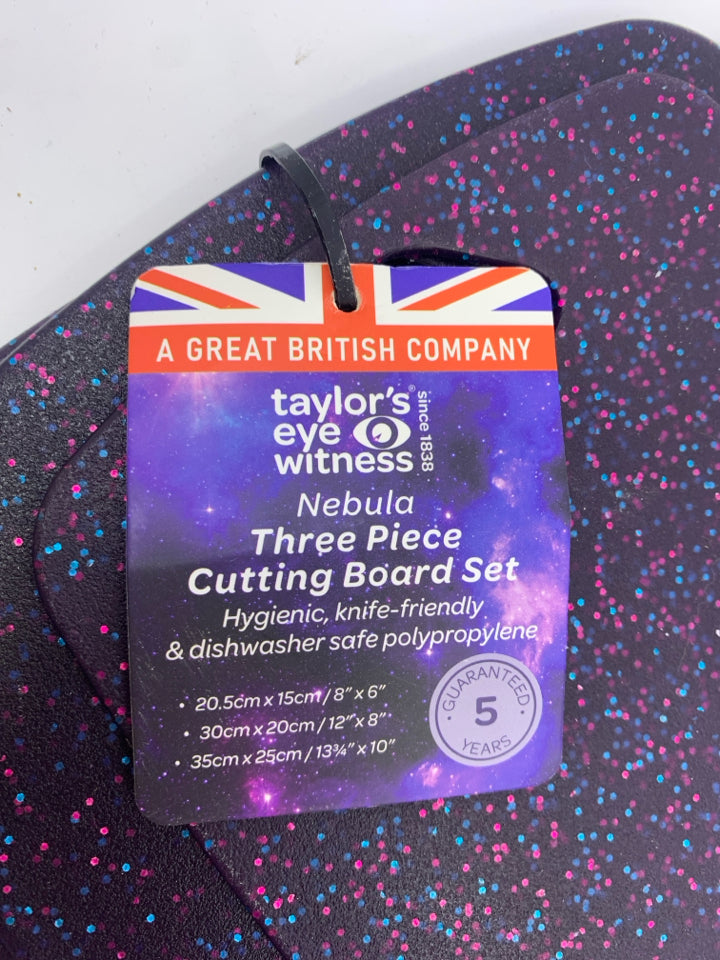 A GREAT BRITISH COMPANY
taylor's®
eye
witness
since 1838
Nebula
Three Piece
Cutting Board Set
Hygienic, knife-friendly
& dishwasher safe polypropylene
• 20.5cm x 15cm / 8" x 6"
• 30cm x 20cm / 12" x 8"
• 35cm x 25cm / 13¾" x 10"
· GUARANTEED ·
5
YEARS